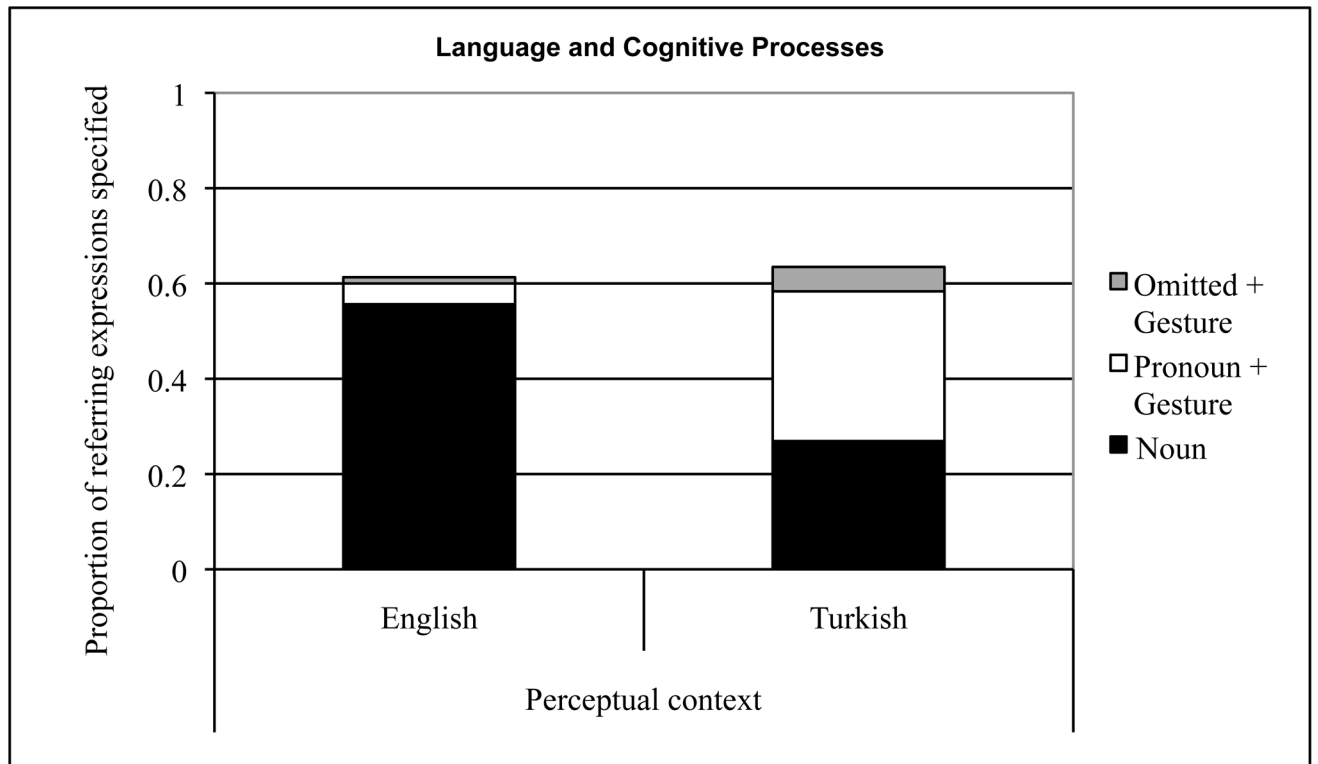 Language and Cognitive Processes
Proportion of referring expressions specified
1
0.8
0.6
0.4
0.2
0
English
Turkish
Perceptual context
Omitted +
Gesture
Pronoun +
Gesture
Noun